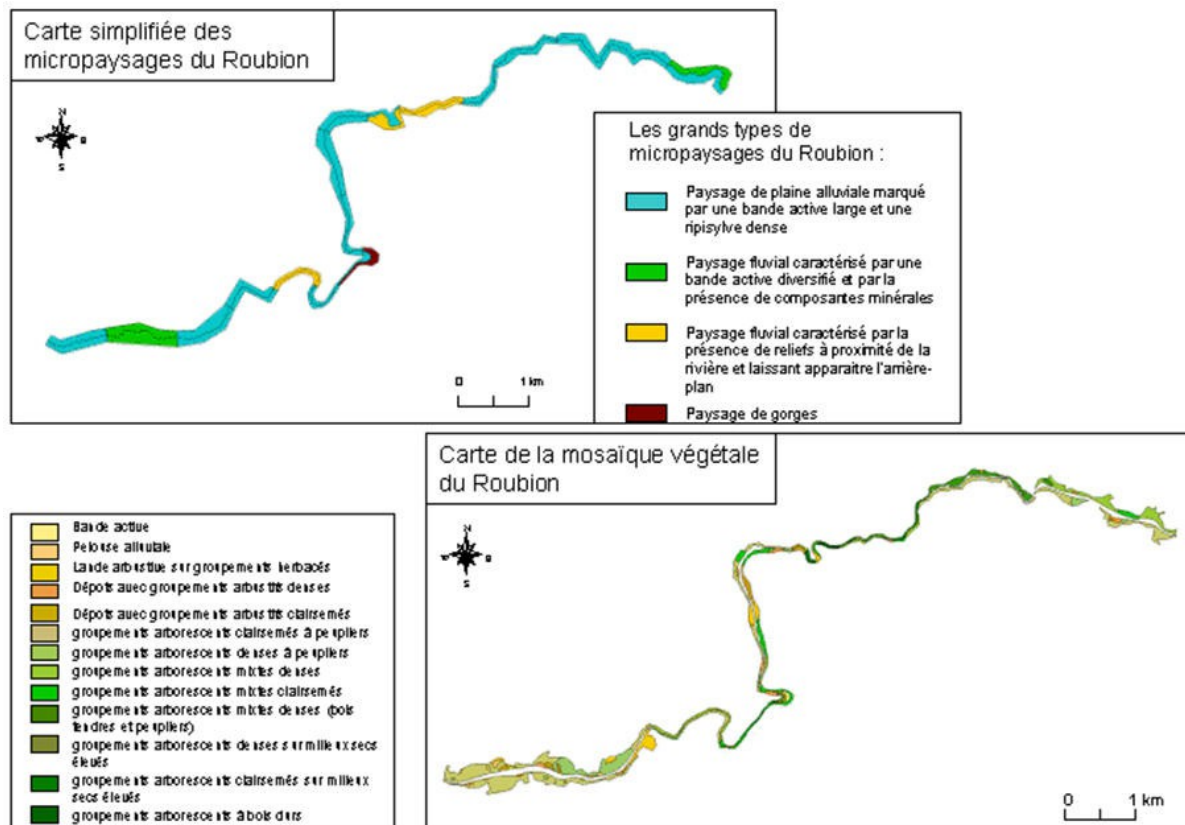 Carte simplifiée des
micropaysages du Roubion
N
S
0
1 km
Les grands types de
micropaysages du Roubion :
Paysage de plaine alluviale marqué
par une bande active large et une
ripisylve dense
Paysage fluvial caractérisé par une
bande active diversifié et par la
présence de composantes minérales
Paysage fluvial caractérisé par la
présence de reliefs à proximité de la
rivière et laissant apparaitre l'arrière-
plan
Paysage de gorges
Carte de la mosaïque végétale
du Roubion
N
S
Bande active
Pelouse alluviale
Lande arbustive sur groupements herbacés
Dépots avec groupements arbustifs denses
Dépots avec groupements arbustifs clairsemés
groupements arborescents clairsemés à peupliers
groupements arborescents denses à peupliers
groupements arborescents mixtes denses
groupements arborescents mixtes clairsemés
groupements arborescents mixtes denses (bois
tendres et peupliers)
groupements arborescents denses sur milieux secs
élevés
groupements arborescents clairsemés sur milieux
secs élevés
groupements arborescents à bois durs
0 1 km